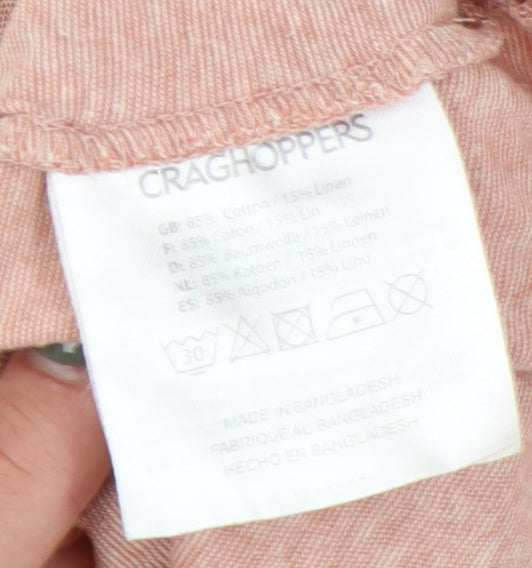 CRAGHOPPERS
GB: 85% Cotton / 15% Linen
F: 85% Coton / 15% Lin
D: 85% Baumwolle / 15% Leinen
NL: 85% Katoen / 15% Linnen
ES: 85% Algodón / 15% Lino
30
MADE IN BANGLADESH
FABRIQUE AU BANGLADESH
HECHO EN BANGLADESH